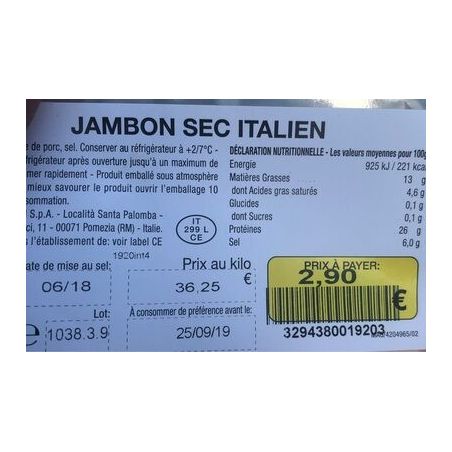 JAMBON SEC ITALIEN
de porc, sel. Conserver au réfrigérateur à +2/7°C -
frigérateur après ouverture jusqu'à un maximum de
mer rapidement - Produit emballé sous atmosphère
mieux savourer le produit ouvrir l'emballage 10
sommation.
S.p.A. - Località Santa Palomba -
ci, 11 - 00071 Pomezia (RM) - Italie.
l'établissement: de voir label CE
IT
299 L
CE
DÉCLARATION NUTRITIONNELLE - Les valeurs moyennes pour 100g
Energie 925 kJ / 221 kcal
Matières Grasses 13 g
dont Acides gras saturés 4,6 g
Glucides 0,1 g
dont Sucres 0,1 g
Protéines 26 g
Sel 6,0 g
1920int4
ate de mise au sel:
06/18
Prix au kilo
36,25 €
PRIX À PAYER:
2,90 €
3294380019203
e
Lot:
1038.3.9
À consommer de préférence avant le:
25/09/19